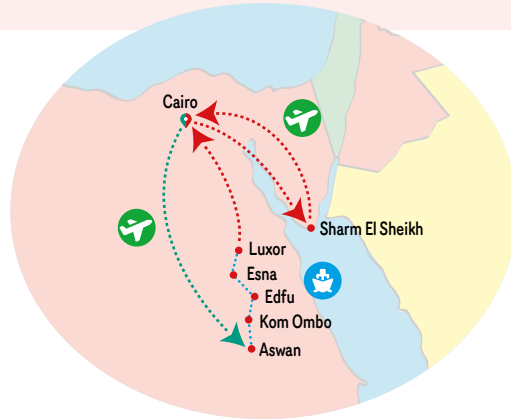 Cairo
Sharm El Sheikh
Luxor
Esna
Edfu
Kom Ombo
Aswan